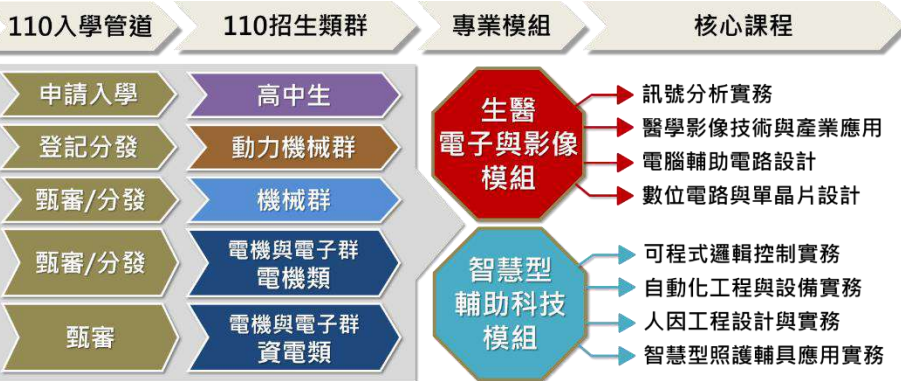 110入學管道
110招生類群
專業模組
核心課程
申請入學
高中生
登記分發
動力機械群
甄審/分發
機械群
甄審/分發
電機與電子群
電機類
甄審
電機與電子群
資電類
生醫
電子與影像
模組
訊號分析實務
醫學影像技術與產業應用
電腦輔助電路設計
數位電路與單晶片設計
智慧型
輔助科技
模組
可程式邏輯控制實務
自動化工程與設備實務
人因工程設計與實務
智慧型照護輔具應用實務